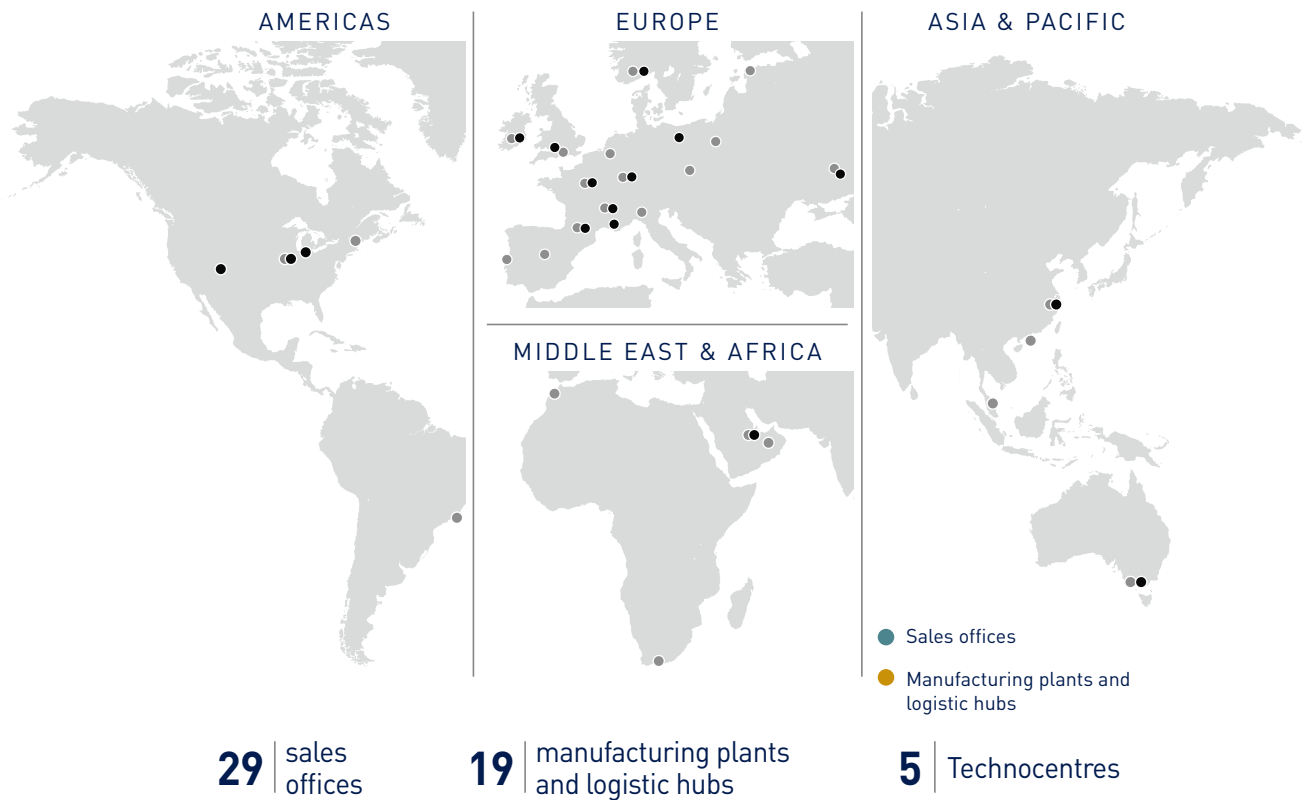 AMERICAS
EUROPE
ASIA & PACIFIC
MIDDLE EAST & AFRICA
Sales offices
Manufacturing plants and
logistic hubs
29
sales
offices
19
manufacturing plants
and logistic hubs
5
Technocentres